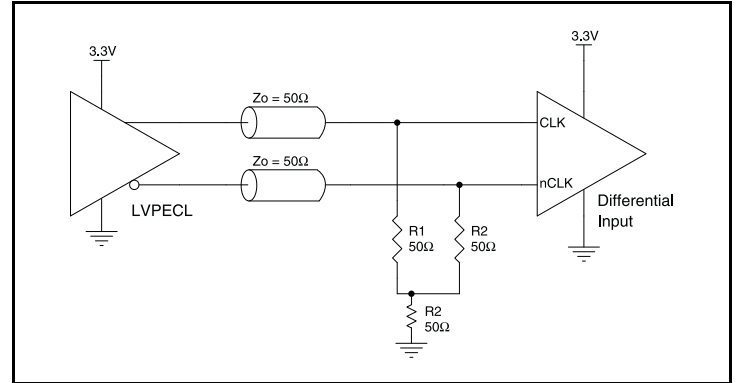 3.3V
3.3V
Zo = 50Ω
CLK
Zo = 50Ω
nCLK
LVPECL
Differential
Input
R1
50Ω
R2
50Ω
R2
50Ω